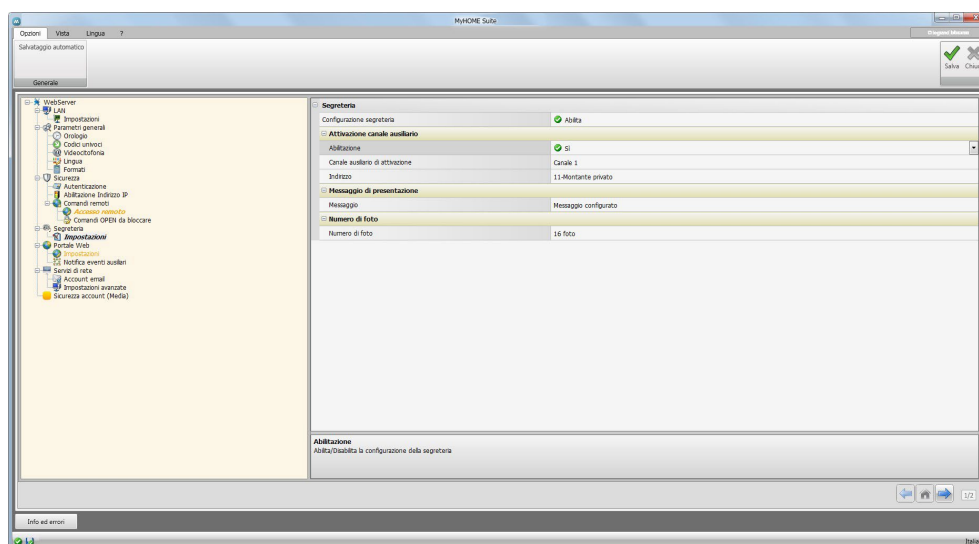 MyHOME Suite
Opzioni Vista Lingua ?
Salvataggio automatico
Salva Chiu
Generale
WebServer
LAN
Impostazioni
Parametri generali
Orologio
Codici univoci
Videocitofonia
Lingua
Formati
Sicurezza
Autenticazione
Abilitazione Indirizzo IP
Comandi remoti
Accesso remoto
Comandi OPEN da bloccare
Segreteria
Impostazioni
Portale Web
Impostazioni
Notifica eventi ausiliari
Servizi di rete
Account email
Impostazioni avanzate
Sicurezza account (Media)
Segreteria
Configurazione segreteria Abilita
Attivazione canale ausiliario
Abilitazione Sì
Canale ausiliario di attivazione Canale 1
Indirizzo 11-Montante privato
Messaggio di presentazione
Messaggio Messaggio configurato
Numero di foto
Numero di foto 16 foto
Abilitazione
Abilita/Disabilita la configurazione della segreteria
1/2
Info ed errori